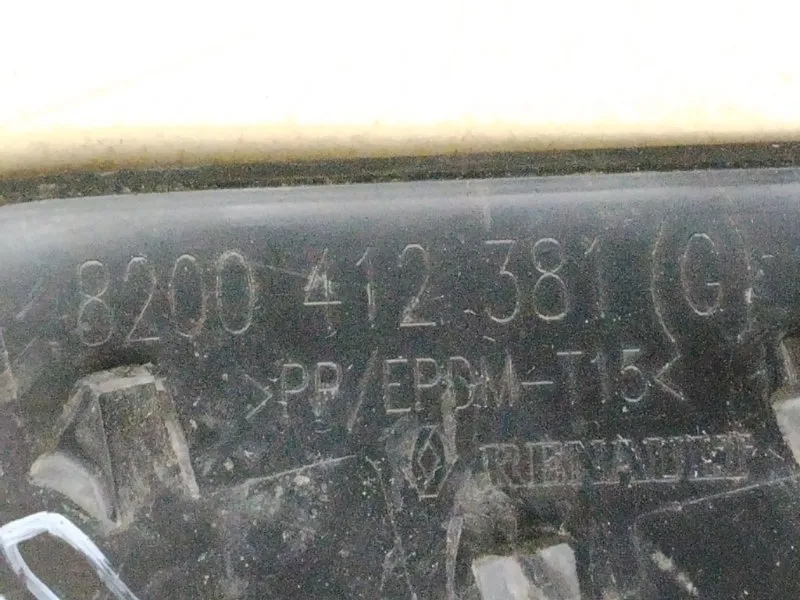 8200 412 381 (G)
>PP/EPDM-T15<
RENAULT